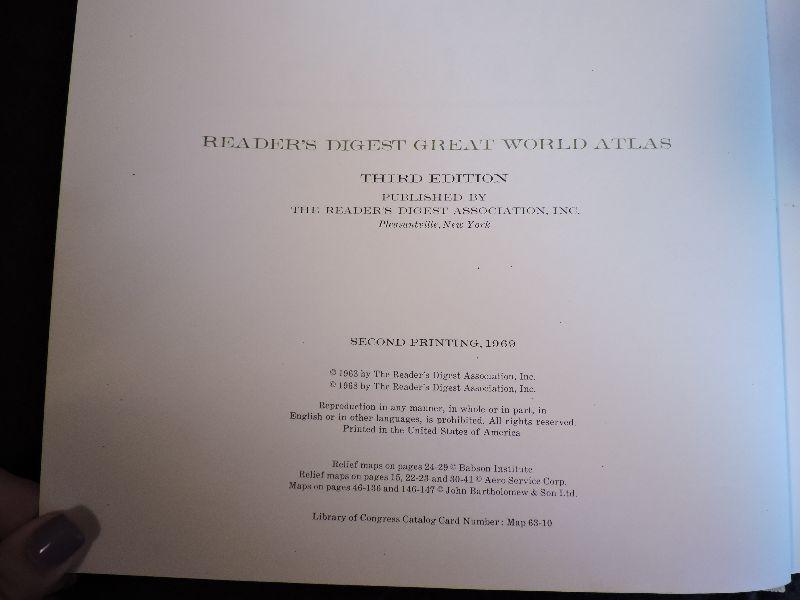 READER'S DIGEST GREAT WORLD ATLAS
THIRD EDITION
PUBLISHED BY
THE READER'S DIGEST ASSOCIATION, INC.
Pleasantville, New York
SECOND PRINTING, 1969
© 1963 by The Reader's Digest Association, Inc.
© 1968 by The Reader's Digest Association, Inc.
Reproduction in any manner, in whole or in part, in
English or in other languages, is prohibited. All rights reserved.
Printed in the United States of America
Relief maps on pages 24-29 © Babson Institute
Relief maps on pages 15, 22-23 and 30-41 © Aero Service Corp.
Maps on pages 46-136 and 146-147 © John Bartholomew & Son Ltd.
Library of Congress Catalog Card Number: Map 63-10